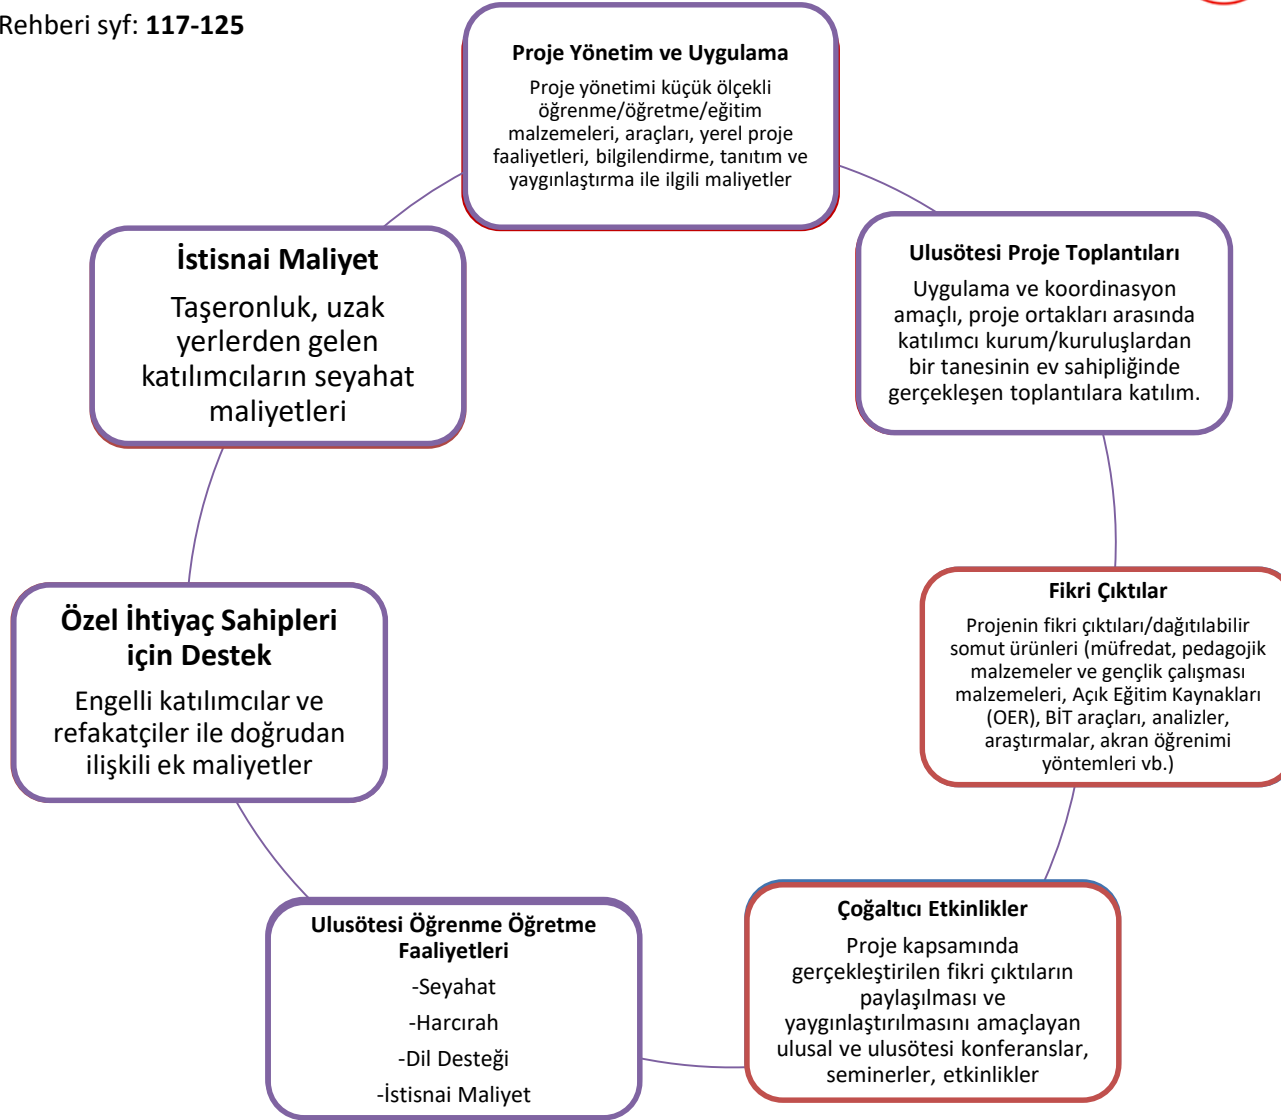 Rehberi syf: 117-125
Proje Yönetim ve Uygulama
Proje yönetimi küçük ölçekli
öğrenme/öğretme/eğitim
malzemeleri, araçları, yerel proje
faaliyetleri, bilgilendirme, tanıtım ve
yaygınlaştırma ile ilgili maliyetler
Ulusötesi Proje Toplantıları
Uygulama ve koordinasyon
amaçlı, proje ortakları arasında
katılımcı kurum/kuruluşlardan
bir tanesinin ev sahipliğinde
gerçekleşen toplantılara katılım.
Fikri Çıktılar
Projenin fikri çıktıları/dağıtılabilir
somut ürünleri (müfredat, pedagojik
malzemeler ve gençlik çalışması
malzemeleri, Açık Eğitim Kaynakları
(OER), BİT araçları, analizler,
araştırmalar, akran öğrenimi
yöntemleri vb.)
Çoğaltıcı Etkinlikler
Proje kapsamında
gerçekleştirilen fikri çıktıların
paylaşılması ve
yaygınlaştırılmasını amaçlayan
ulusal ve ulusötesi konferanslar,
seminerler, etkinlikler
Ulusötesi Öğrenme Öğretme
Faaliyetleri
-Seyahat
-Harcırah
-Dil Desteği
-İstisnai Maliyet
Özel İhtiyaç Sahipleri
için Destek
Engelli katılımcılar ve
refakatçiler ile doğrudan
ilişkili ek maliyetler
İstisnai Maliyet
Taşeronluk, uzak
yerlerden gelen
katılımcıların seyahat
maliyetleri